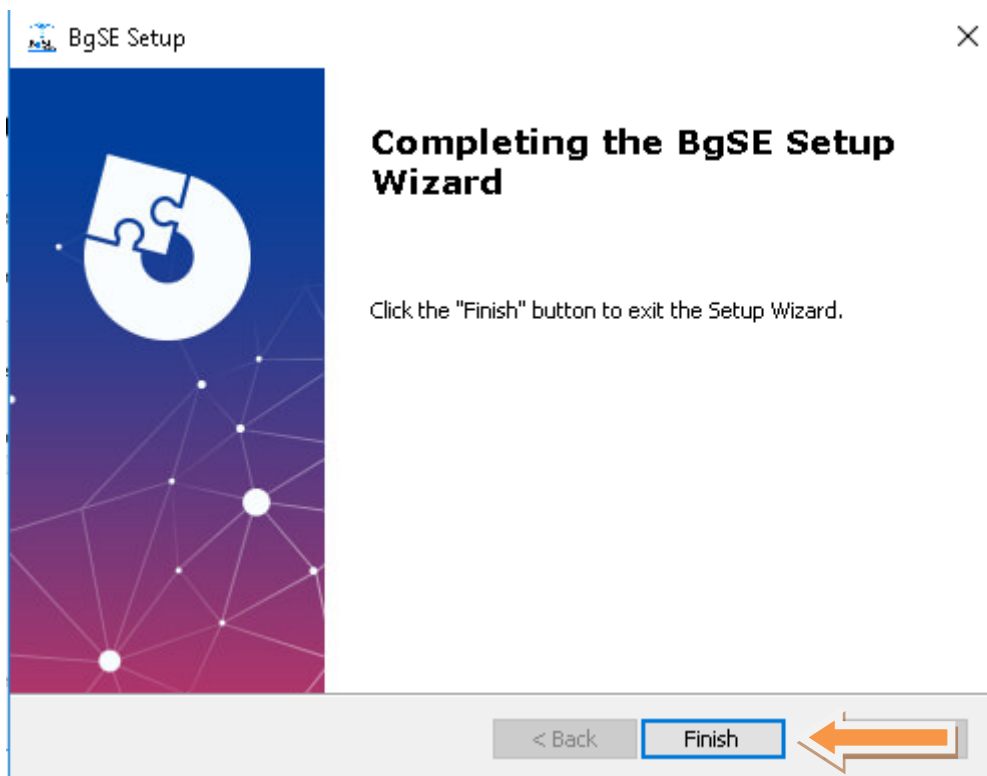 BgSE Setup
Completing the BgSE Setup
Wizard
Click the "Finish" button to exit the Setup Wizard.
< Back
Finish